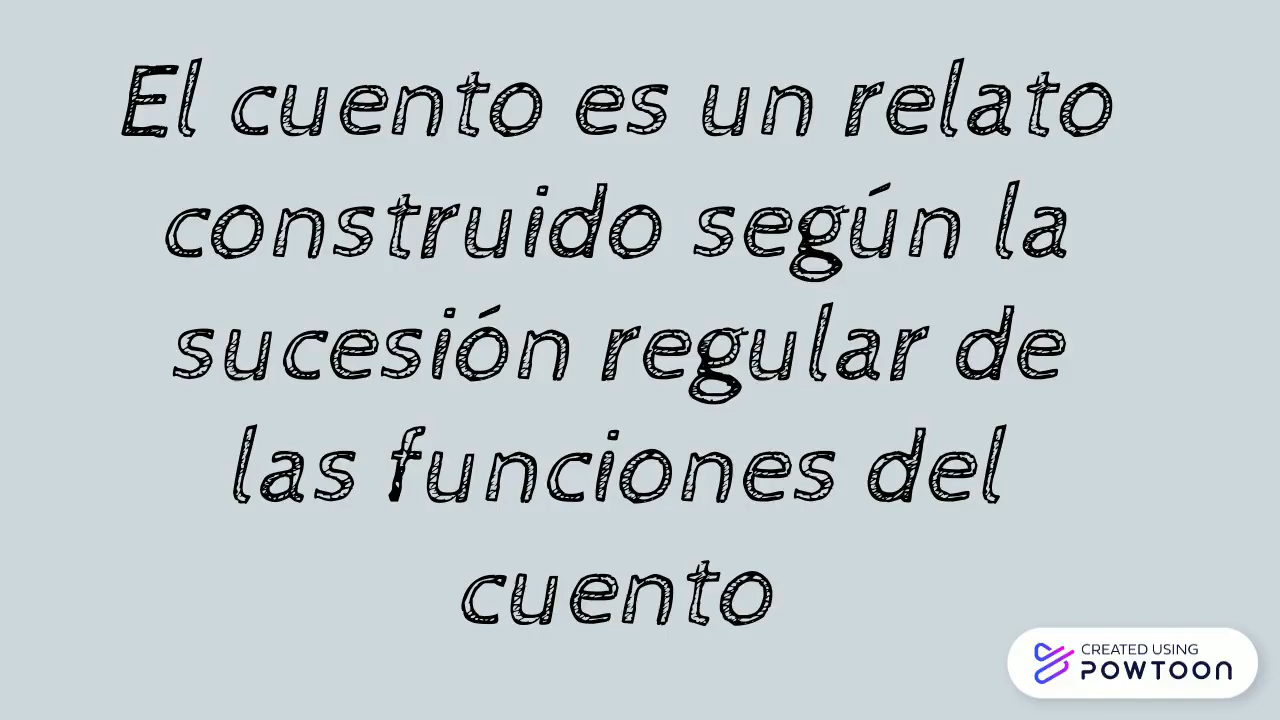 El cuento es un relato
construido según la
sucesión regular de
las funciones del
cuento
CREATED USING
POWTOON